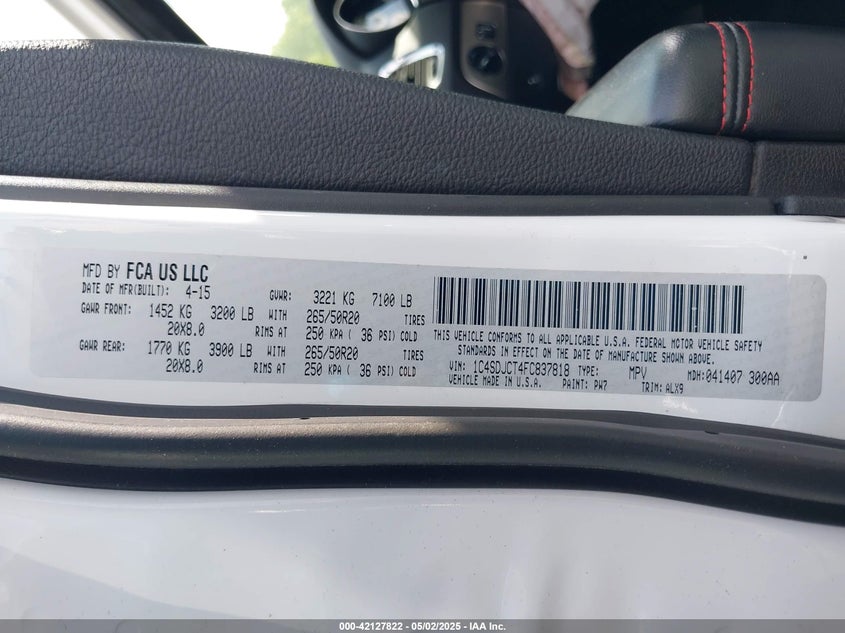 MFD BY FCA US LLC
DATE OF MFR(BUILT): 4-15 GVWR: 3221 KG 7100 LB
GAWR FRONT: 1452 KG 3200 LB WITH 265/50R20 TIRES
20X8.0 RIMS AT 250 KPA ( 36 PSI) COLD
GAWR REAR: 1770 KG 3900 LB WITH 265/50R20 TIRES
20X8.0 RIMS AT 250 KPA ( 36 PSI) COLD
THIS VEHICLE CONFORMS TO ALL APPLICABLE U.S.A. FEDERAL MOTOR VEHICLE SAFETY
STANDARDS IN EFFECT ON THE DATE OF MANUFACTURE SHOWN ABOVE.
VIN: 1C4SDJCT4FC837818 TYPE: MPV MDH:041407 300AA
VEHICLE MADE IN U.S.A. PAINT: PW7 TRIM: ALX9
000-42127822 - 05/02/2025 - IAA Inc.